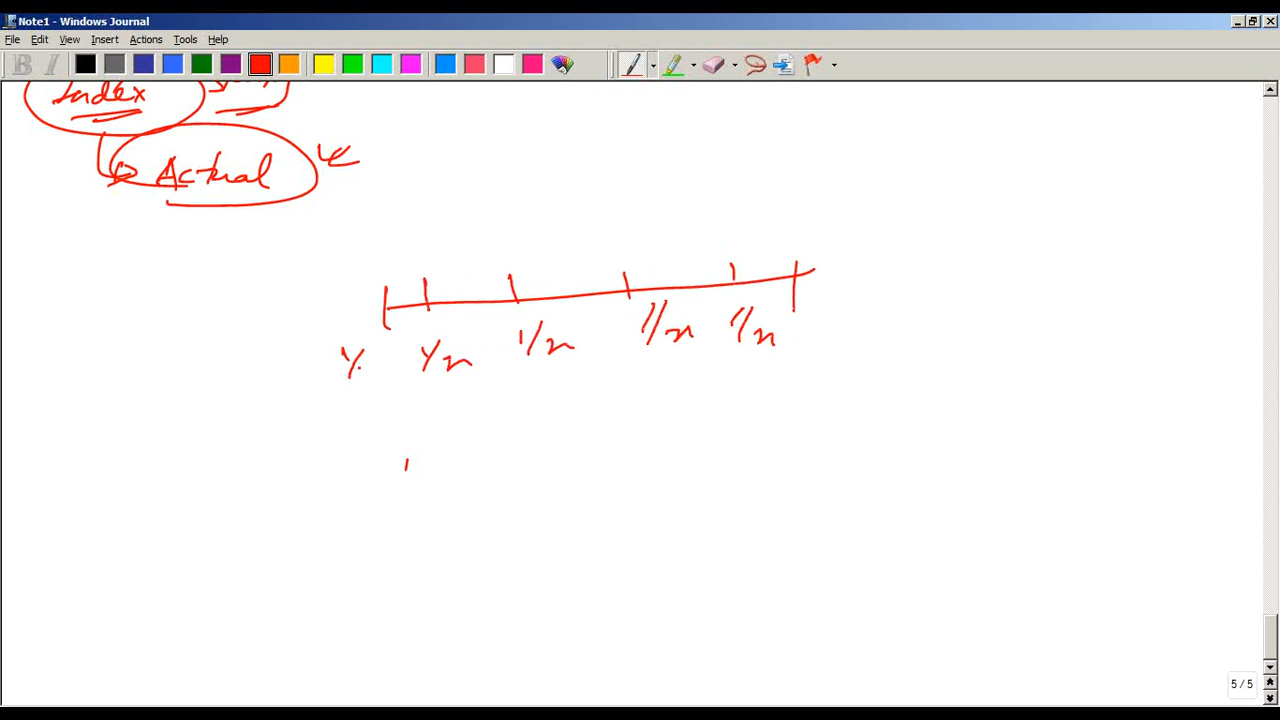 Note1 - Windows Journal
File Edit View Insert Actions Tools Help
B I
Index
Actual
1/n 1/n 1/n 1/n
5 / 5